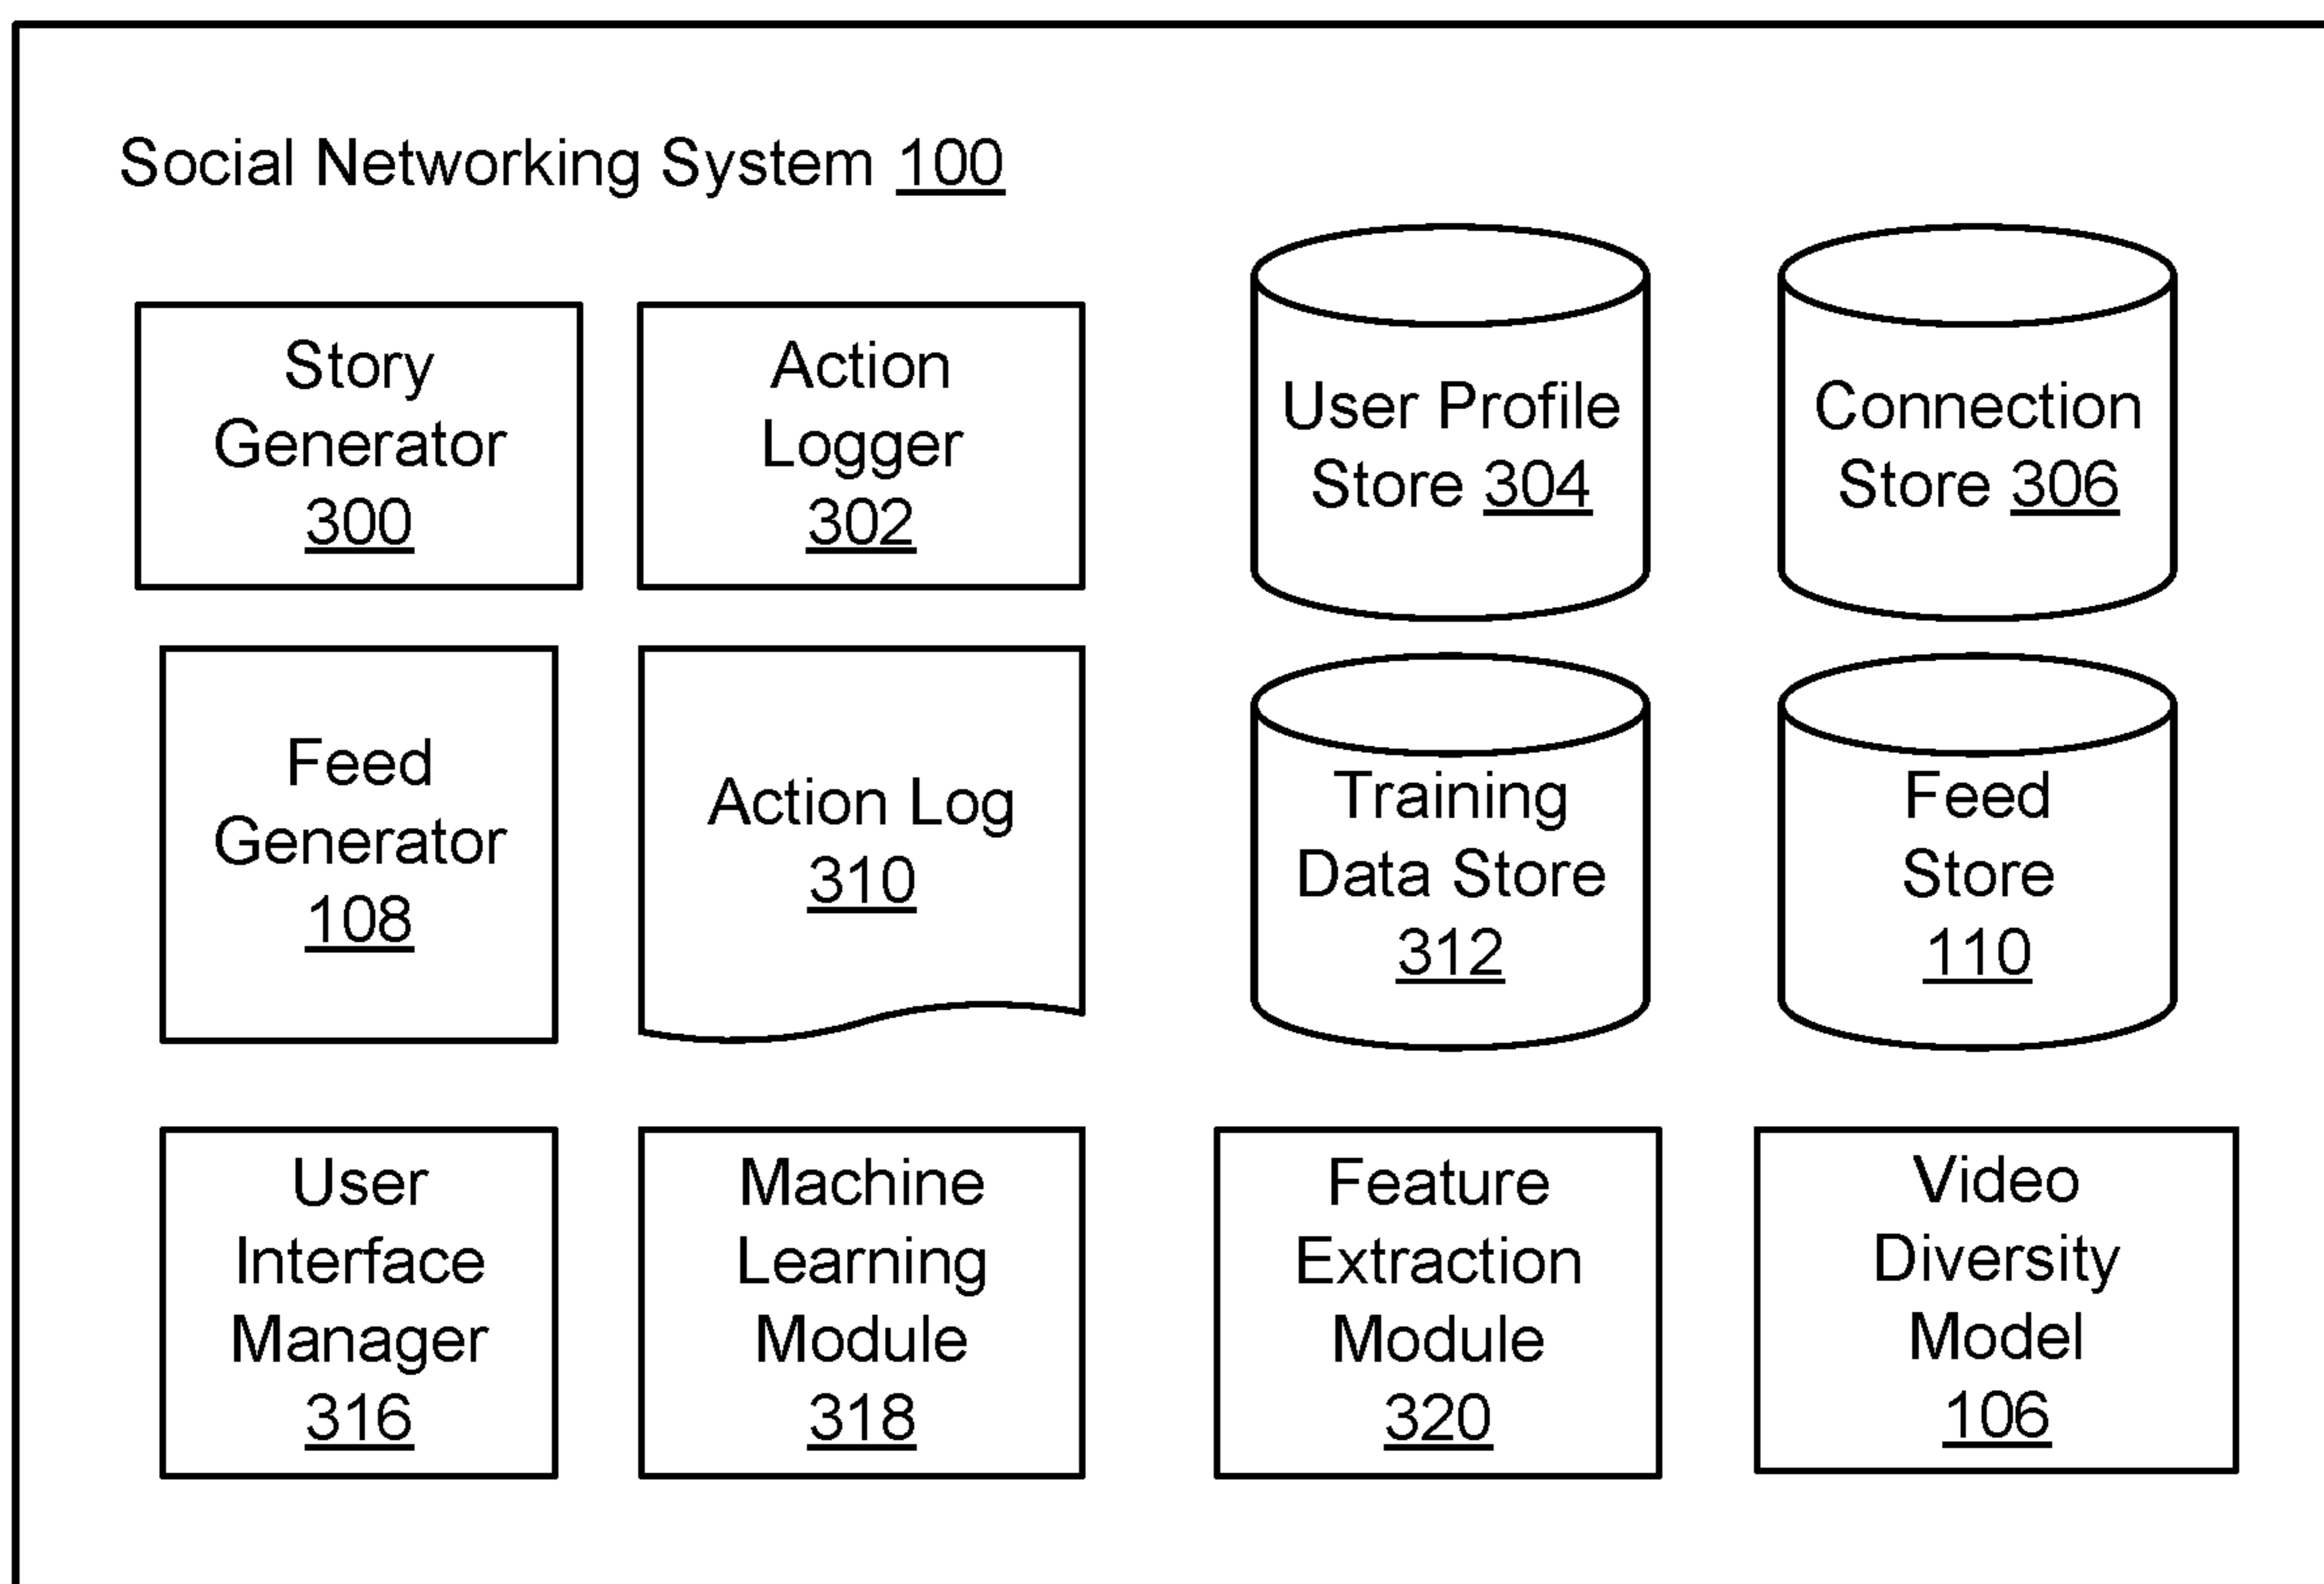 Social Networking System 100
Story
Generator
300
Action
Logger
302
User Profile
Store 304
Connection
Store 306
Feed
Generator
108
Action Log
310
Training
Data Store
312
Feed
Store
110
User
Interface
Manager
316
Machine
Learning
Module
318
Feature
Extraction
Module
320
Video
Diversity
Model
106